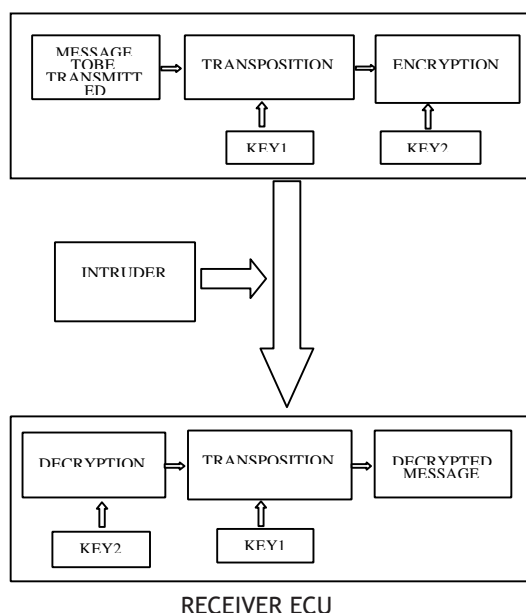 MESSAGE
TOBE
TRANSMITT
ED
TRANSPOSITION
ENCRYPTION
KEY1
KEY2
INTRUDER
DECRYPTION
TRANSPOSITION
DECRYPTED
MESSAGE
KEY2
KEY1
RECEIVER ECU